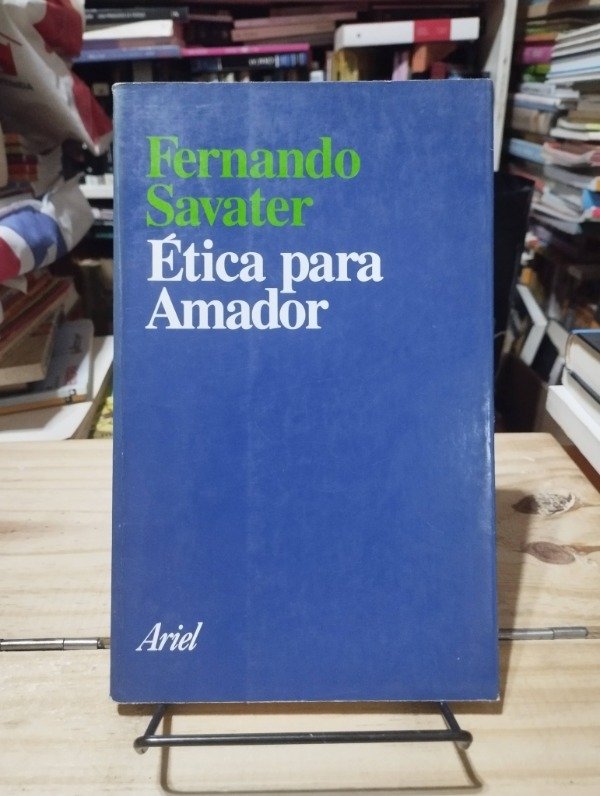 Fernando
Savater
Ética para
Amador
Ariel